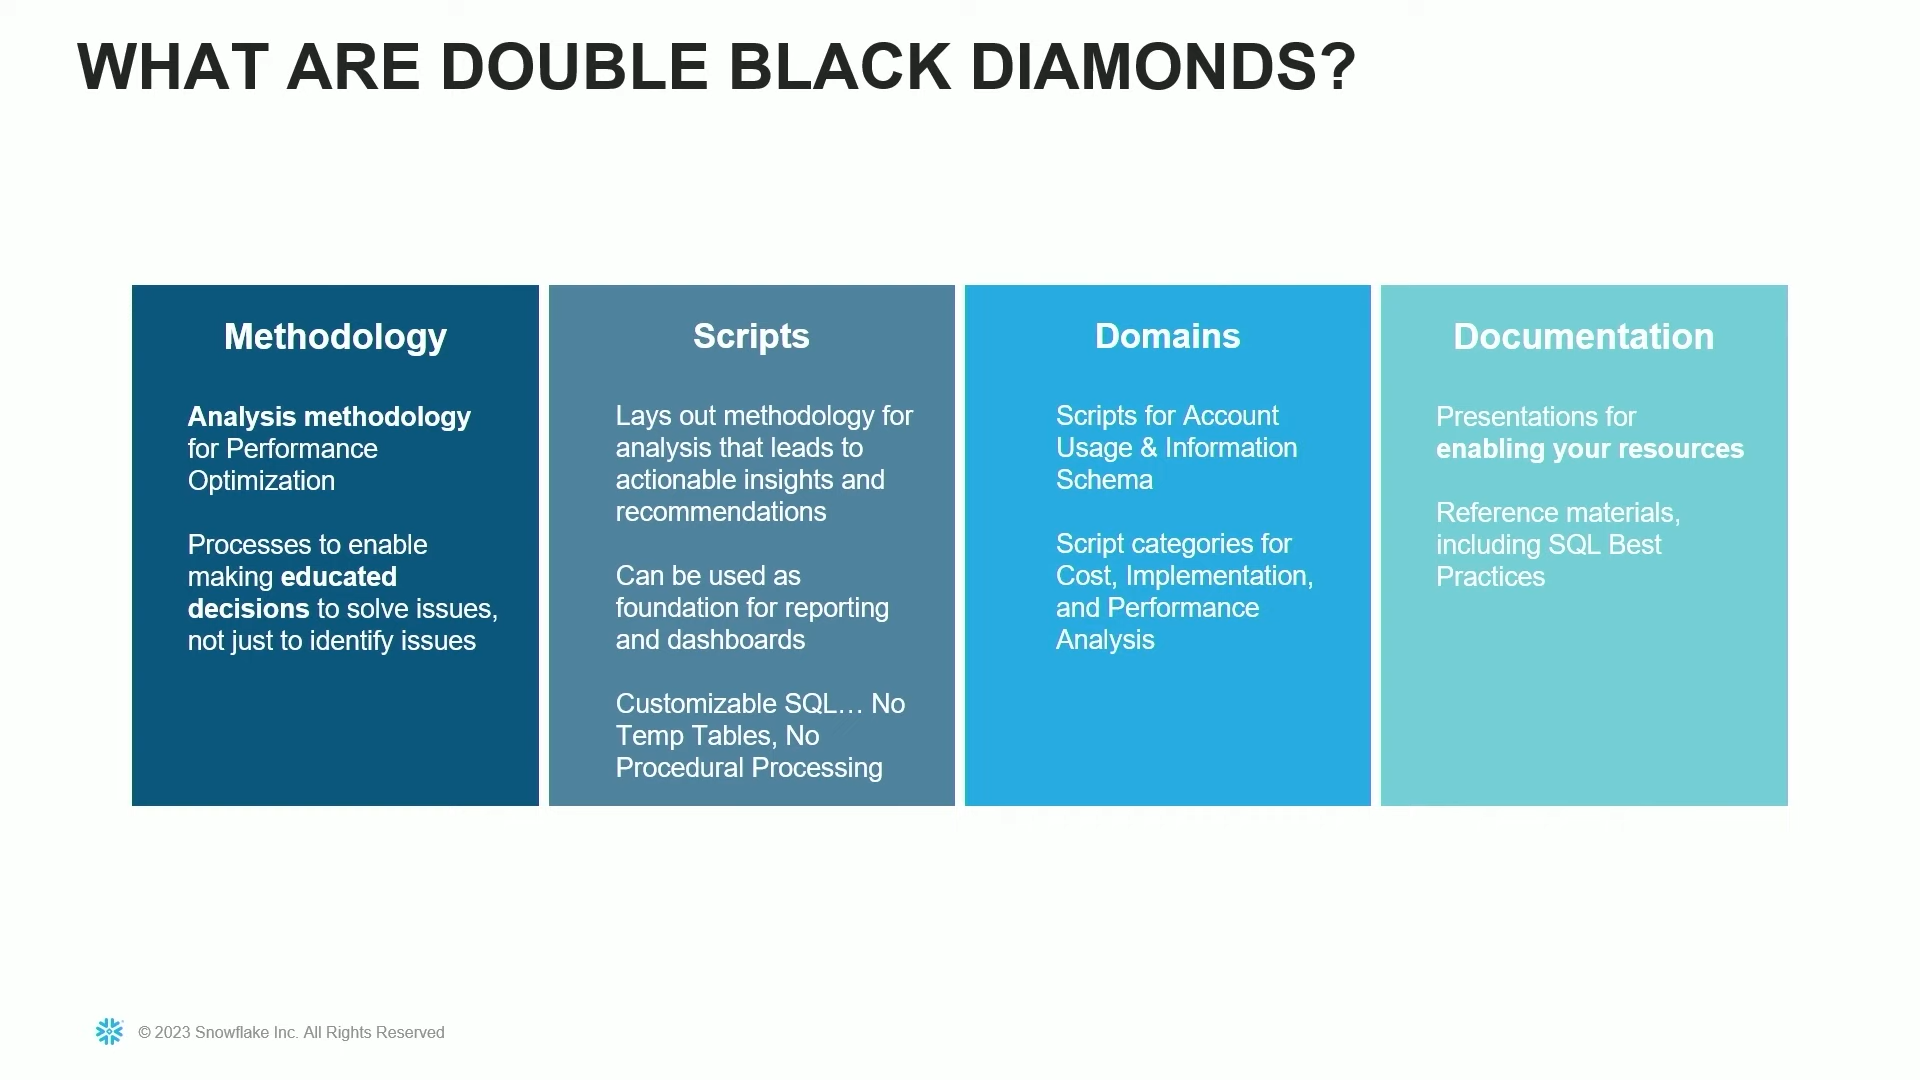 WHAT ARE DOUBLE BLACK DIAMONDS?
Methodology
Analysis methodology
for Performance
Optimization
Processes to enable
making educated
decisions to solve issues,
not just to identify issues
Scripts
Lays out methodology for
analysis that leads to
actionable insights and
recommendations
Can be used as
foundation for reporting
and dashboards
Customizable SQL… No
Temp Tables, No
Procedural Processing
Domains
Scripts for Account
Usage & Information
Schema
Script categories for
Cost, Implementation,
and Performance
Analysis
Documentation
Presentations for
enabling your resources
Reference materials,
including SQL Best
Practices
© 2023 Snowflake Inc. All Rights Reserved